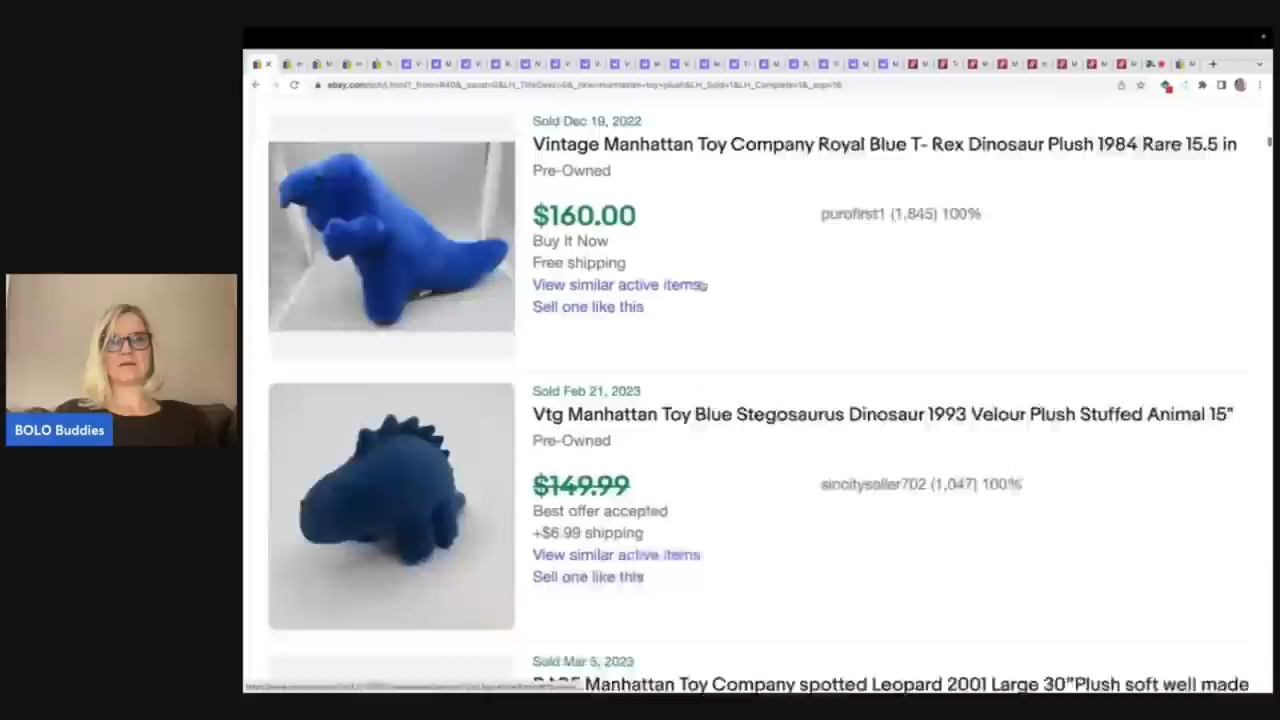 Sold Dec 19, 2022
Vintage Manhattan Toy Company Royal Blue T- Rex Dinosaur Plush 1984 Rare 15.5 in
Pre-Owned
$160.00
purofirst1 (1,845) 100%
Buy It Now
Free shipping
View similar active items
Sell one like this
BOLO Buddies
Sold Feb 21, 2023
Vtg Manhattan Toy Blue Stegosaurus Dinosaur 1993 Velour Plush Stuffed Animal 15"
Pre-Owned
$149.99
sincityseller702 (1,047) 100%
Best offer accepted
+$6.99 shipping
View similar active items
Sell one like this
Sold Mar 5, 2023
Manhattan Toy Company spotted Leopard 2001 Large 30"Plush soft well made